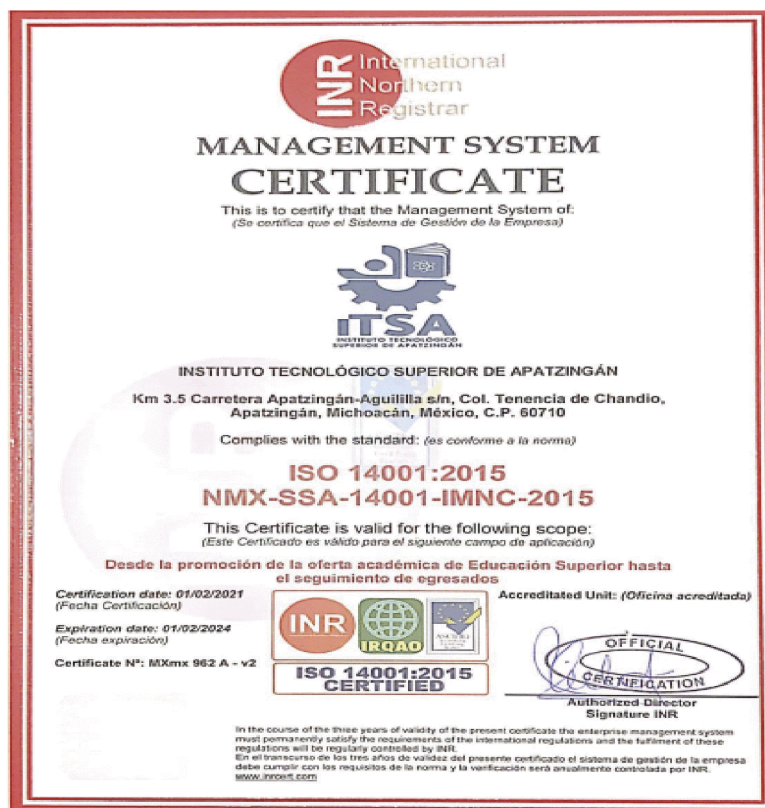 INR International
Northern
Registrar
MANAGEMENT SYSTEM
CERTIFICATE
This is to certify that the Management System of:
(Se certifica que el Sistema de Gestión de la Empresa)
ITSA
INSTITUTO TECNOLÓGICO
SUPERIOR DE APATZINGÁN
INSTITUTO TECNOLÓGICO SUPERIOR DE APATZINGÁN
Km 3.5 Carretera Apatzingán-Aguililla s/n, Col. Tenencia de Chandio,
Apatzingán, Michoacán, México, C.P. 60710
Complies with the standard: (es conforme a la norma)
ISO 14001:2015
NMX-SSA-14001-IMNC-2015
This Certificate is valid for the following scope:
(Este Certificado es válido para el siguiente campo de aplicación)
Desde la promoción de la oferta académica de Educación Superior hasta
el seguimiento de egresados
Certification date: 01/02/2021
(Fecha Certificación)
Expiration date: 01/02/2024
(Fecha expiración)
Certificate Nº: MXmx 962 A - v2
INR
IRQAO
ISO 14001:2015
CERTIFIED
Accreditated Unit: (Oficina acreditada)
OFFICIAL
CERTIFICATION
Authorized Director
Signature INR
In the course of the three years of validity of the present certificate the enterprise management system
must permanently satisfy the requirements of the international regulations and the fulfilment of these
regulations will be regularly controlled by INR.
En el transcurso de los tres años de validez del presente certificado el sistema de gestión de la empresa
debe cumplir con los requisitos de la norma y la verificación será anualmente controlada por INR.
www.inrcert.com